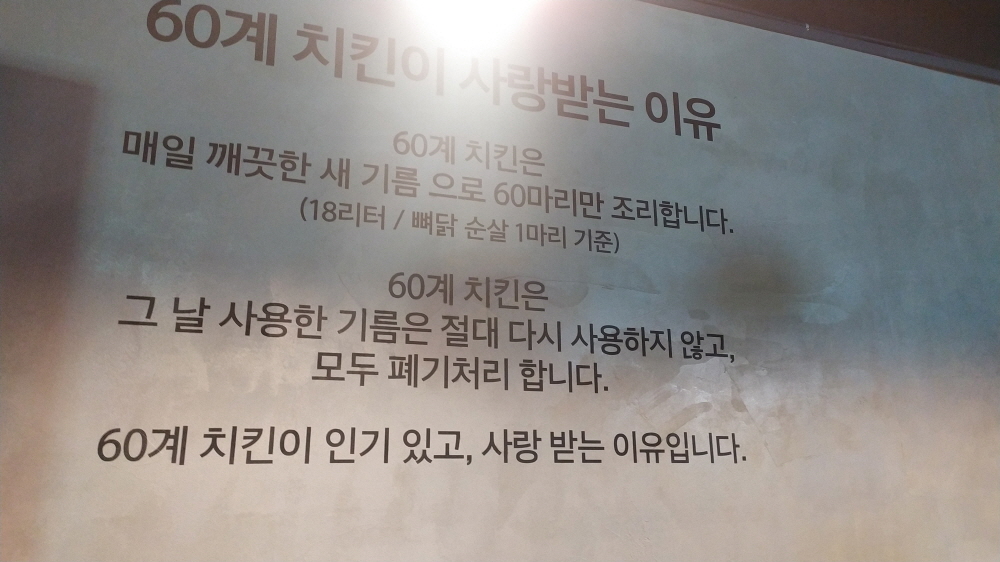 60계 치킨이 사랑받는 이유
60계 치킨은
매일 깨끗한 새 기름 으로 60마리만 조리합니다.
(18리터 / 뼈닭 순살 1마리 기준)
60계 치킨은
그 날 사용한 기름은 절대 다시 사용하지 않고,
모두 폐기처리 합니다.
60계 치킨이 인기 있고, 사랑 받는 이유입니다.